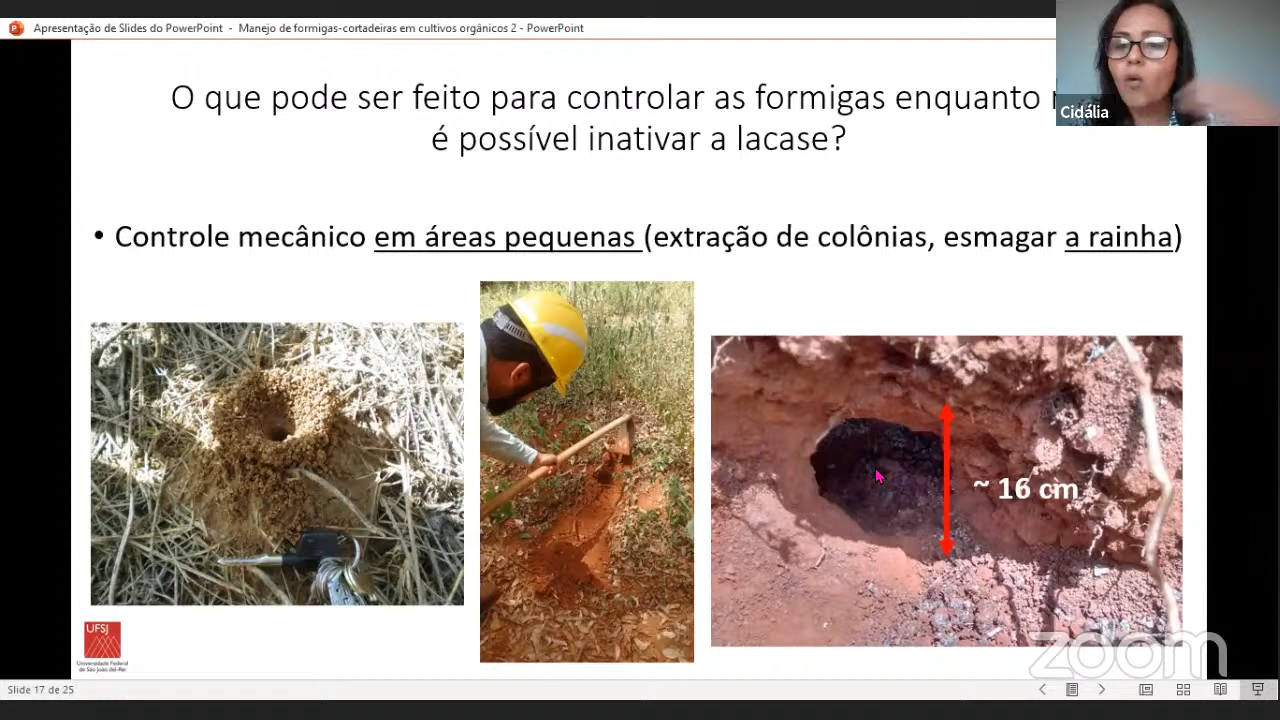 Apresentação de Slides do PowerPoint - Manejo de formigas-cortadeiras em cultivos orgânicos 2 - PowerPoint
Cidália
O que pode ser feito para controlar as formigas enquanto
é possível inativar a lacase?
• Controle mecânico em áreas pequenas (extração de colônias, esmagar a rainha)
~ 16 cm
UFSJ
Universidade Federal
de São João del-Rei
zoom
Slide 17 de 25